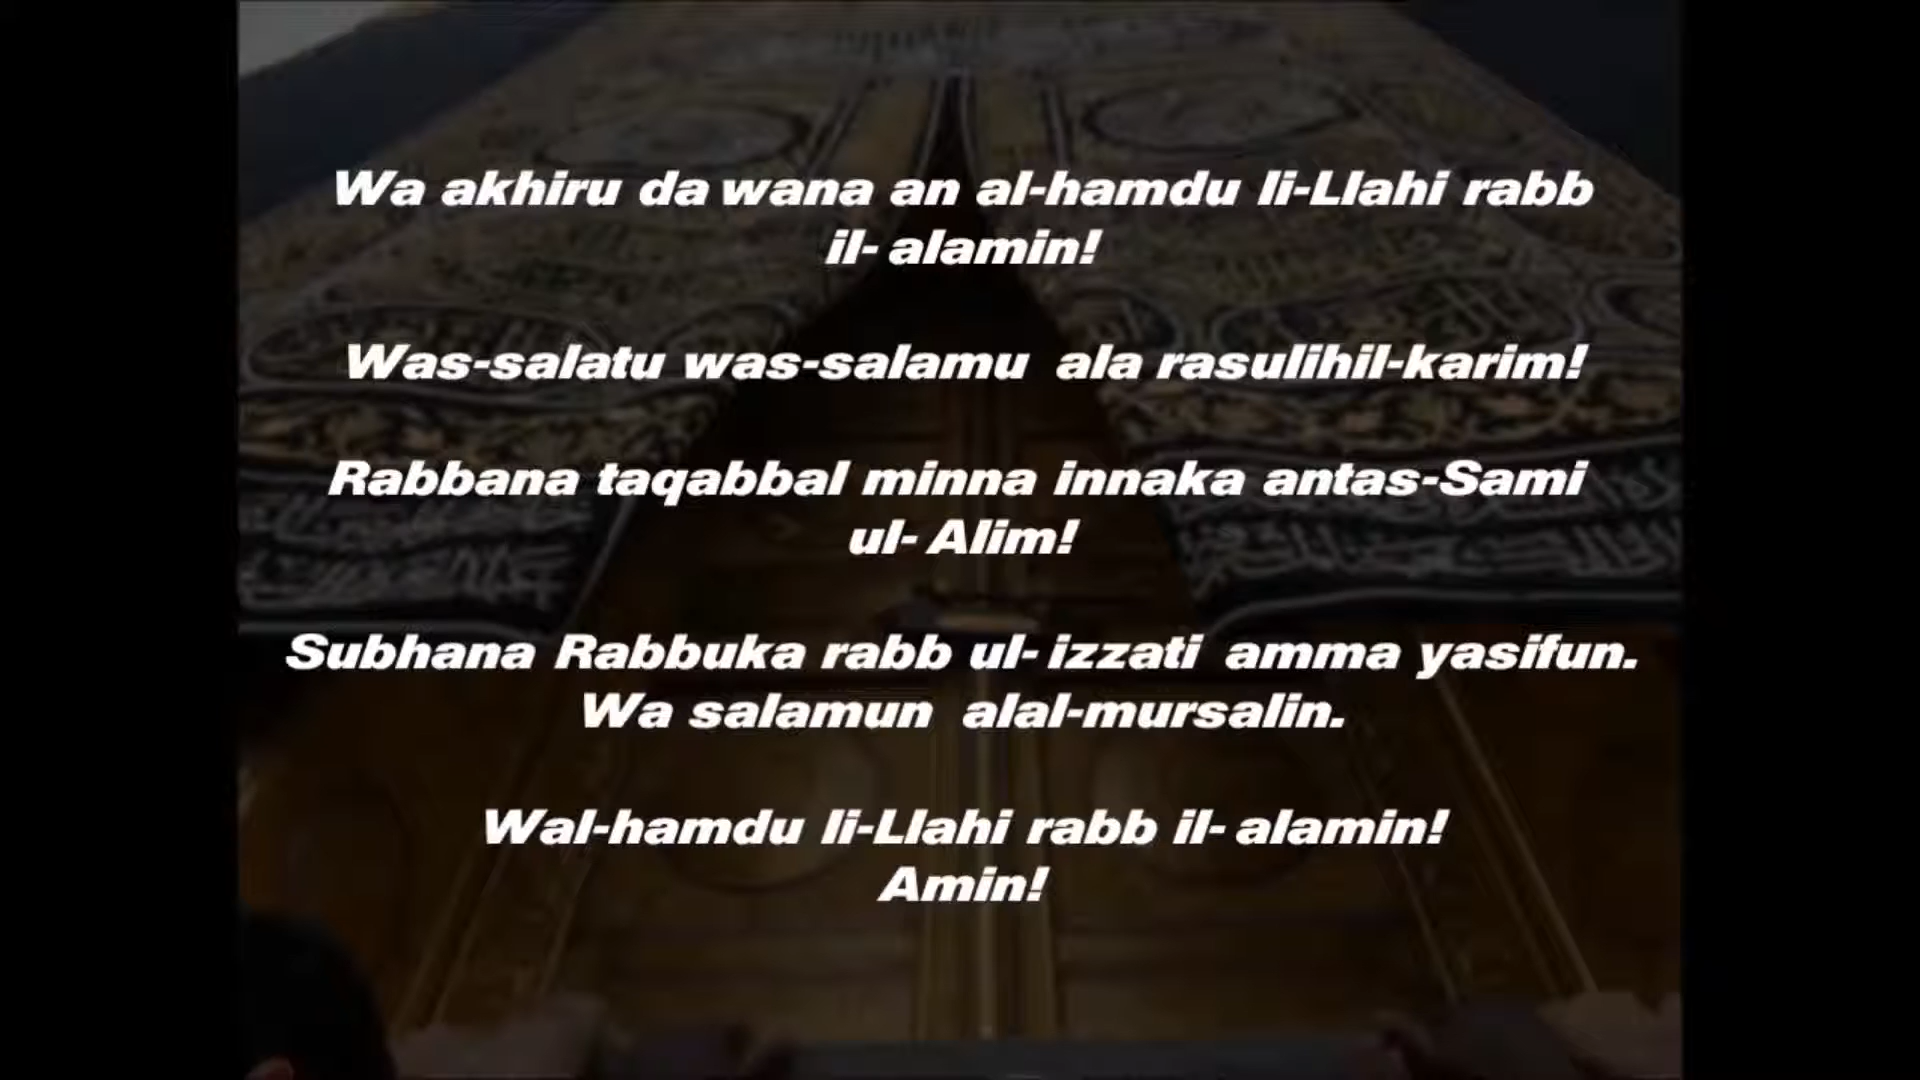 Wa akhiru da wana an al-hamdu li-Llahi rabb
il- alamin!
Was-salatu was-salamu ala rasulihil-karim!
Rabbana taqabbal minna innaka antas-Sami
ul- Alim!
Subhana Rabbuka rabb ul- izzati amma yasifun.
Wa salamun alal-mursalin.
Wal-hamdu li-Llahi rabb il- alamin!
Amin!